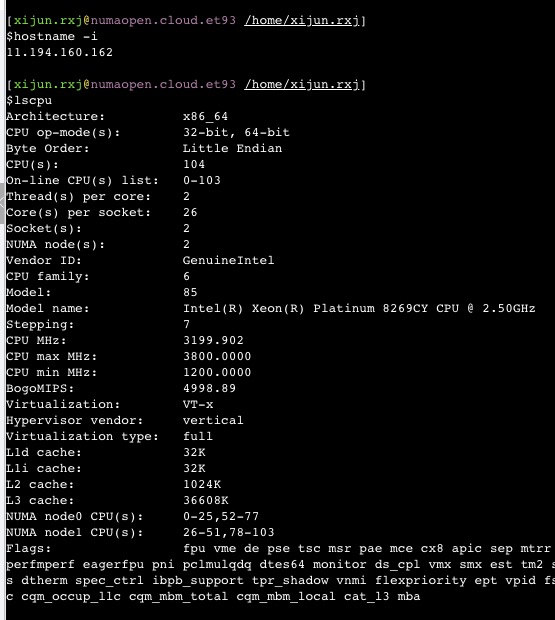 [xijun.rxj@numaopen.cloud.et93 /home/xijun.rxj]
$hostname -i
11.194.160.162
[xijun.rxj@numaopen.cloud.et93 /home/xijun.rxj]
$lscpu
Architecture: x86_64
CPU op-mode(s): 32-bit, 64-bit
Byte Order: Little Endian
CPU(s): 104
On-line CPU(s) list: 0-103
Thread(s) per core: 2
Core(s) per socket: 26
Socket(s): 2
NUMA node(s): 2
Vendor ID: GenuineIntel
CPU family: 6
Model: 85
Model name: Intel(R) Xeon(R) Platinum 8269CY CPU @ 2.50GHz
Stepping: 7
CPU MHz: 3199.902
CPU max MHz: 3800.0000
CPU min MHz: 1200.0000
BogoMIPS: 4998.89
Virtualization: VT-x
Hypervisor vendor: vertical
Virtualization type: full
L1d cache: 32K
L1i cache: 32K
L2 cache: 1024K
L3 cache: 36608K
NUMA node0 CPU(s): 0-25,52-77
NUMA node1 CPU(s): 26-51,78-103
Flags: fpu vme de pse tsc msr pae mce cx8 apic sep mtrr
perfmperf eagerfpu pni pclmulqdq dtes64 monitor ds_cpl vmx smx est tm2 s
s dtherm spec_ctrl ibpb_support tpr_shadow vnmi flexpriority ept vpid fs
c cqm_occup_llc cqm_mbm_total cqm_mbm_local cat_l3 mba